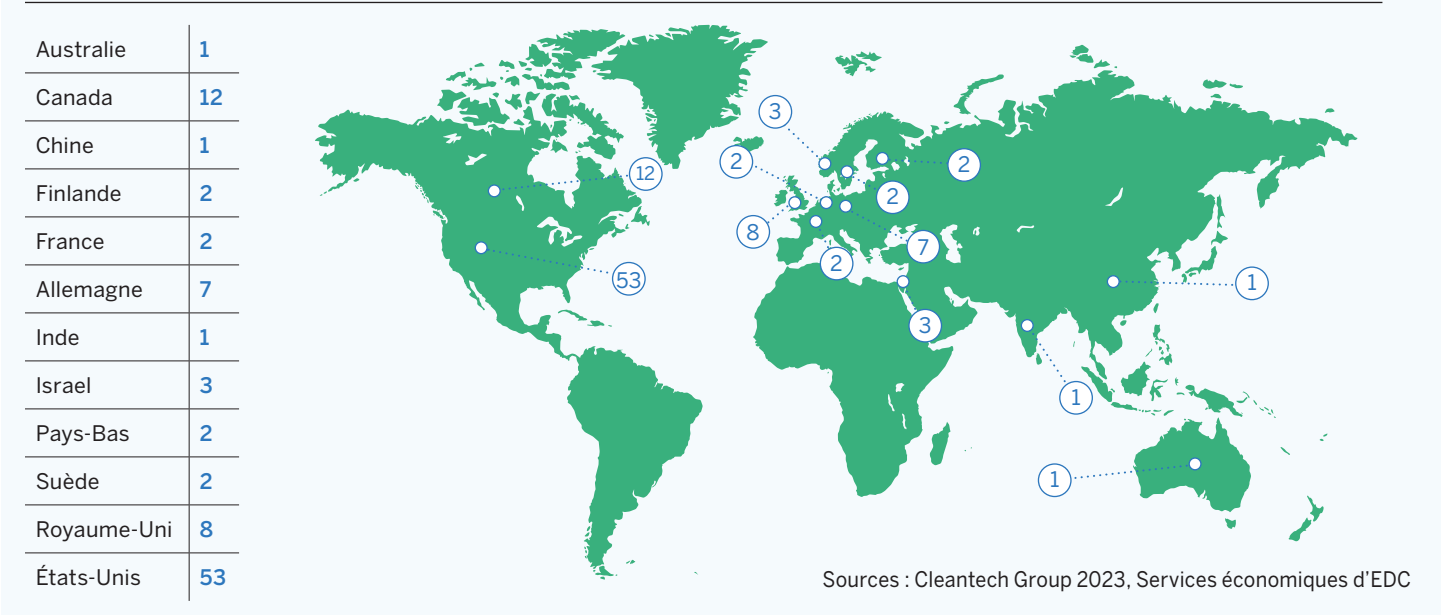 Australie 1
Canada 12
Chine 1
Finlande 2
France 2
Allemagne 7
Inde 1
Israel 3
Pays-Bas 2
Suède 2
Royaume-Uni 8
États-Unis 53
3
2
12
2
2
8
7
2
53
1
3
1
1
Sources : Cleantech Group 2023, Services économiques d'EDC